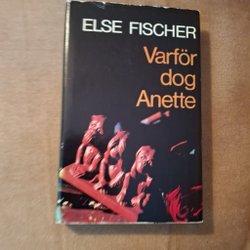 ELSE FISCHER
Varför
dog
Anette